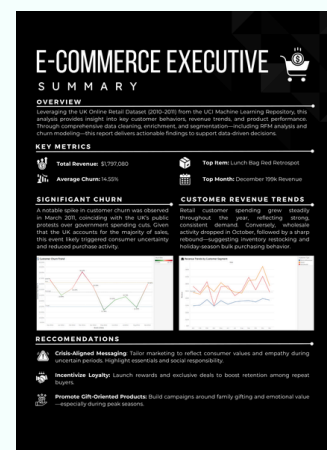 E-COMMERCE EXECUTIVE
SUMMARY
OVERVIEW
Leveraging the UK Online Retail Dataset (2010–2011) from the UCI Machine Learning Repository, this
analysis provides insight into key customer behaviors, revenue trends, and product performance.
Through comprehensive data cleaning, enrichment, and segmentation—including RFM analysis and
churn modeling—this report delivers actionable findings to support data-driven decisions.
KEY METRICS
Total Revenue: $1,797,080
Top Item: Lunch Bag Red Retrospot
Average Churn: 14.55%
Top Month: December 199k Revenue
SIGNIFIGANT CHURN
A notable spike in customer churn was observed
in March 2011, coinciding with the UK's public
protests over government spending cuts. Given
that the UK accounts for the majority of sales,
this event likely triggered consumer uncertainty
and reduced purchase activity.
CUSTOMER REVENUE TRENDS
Retail customer spending grew steadily
throughout the year, reflecting strong,
consistent demand. Conversely, wholesale
activity dropped in October, followed by a sharp
rebound—suggesting inventory restocking and
holiday-season bulk purchasing behavior.
RECCOMENDATIONS
Crisis-Aligned Messaging: Tailor marketing to reflect consumer values and empathy during
uncertain periods. Highlight essentials and social responsibility.
Incentivize Loyalty: Launch rewards and exclusive deals to boost retention among repeat
buyers.
Promote Gift-Oriented Products: Build campaigns around family gifting and emotional value
—especially during peak seasons.